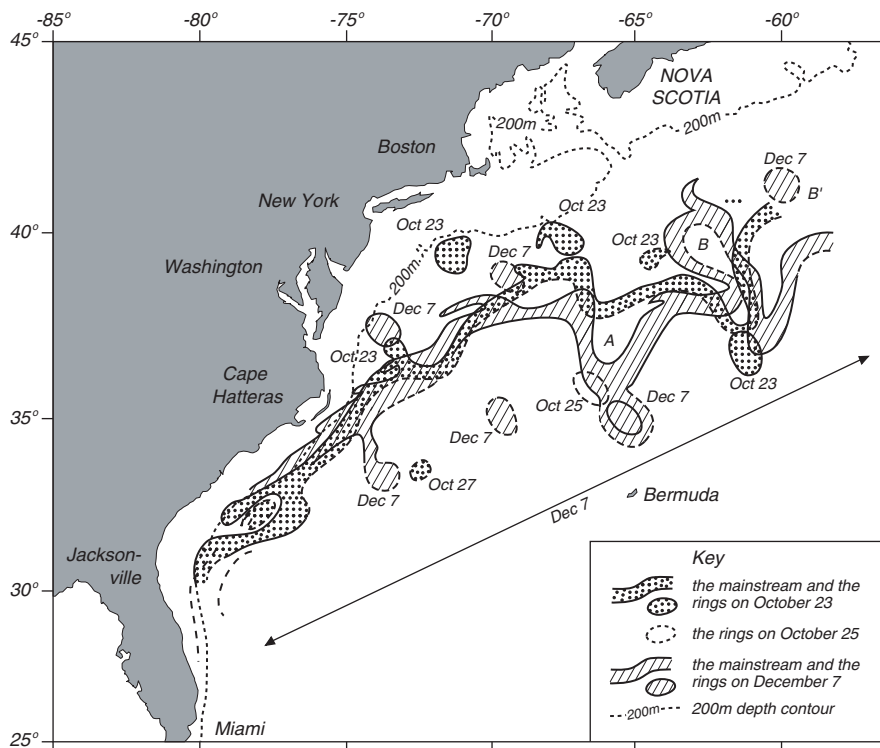 -85° -80° -75° -70° -65° -60°
45°
NOVA
SCOTIA
200m
200m
Boston
Dec 7
B'
New York
Oct 23
Oct 23
40°
Oct 23
B
Dec 7
Washington
200m
Dec 7
A
Oct 23
Cape
Hatteras
Oct 23
Oct 25
Dec 7
35°
Dec 7
Dec 7
Oct 27
Bermuda
Dec 7
Jackson-
ville
30°
Key
the mainstream and the
rings on October 23
the rings on October 25
the mainstream and the
rings on December 7
200m 200m depth contour
Miami
25°